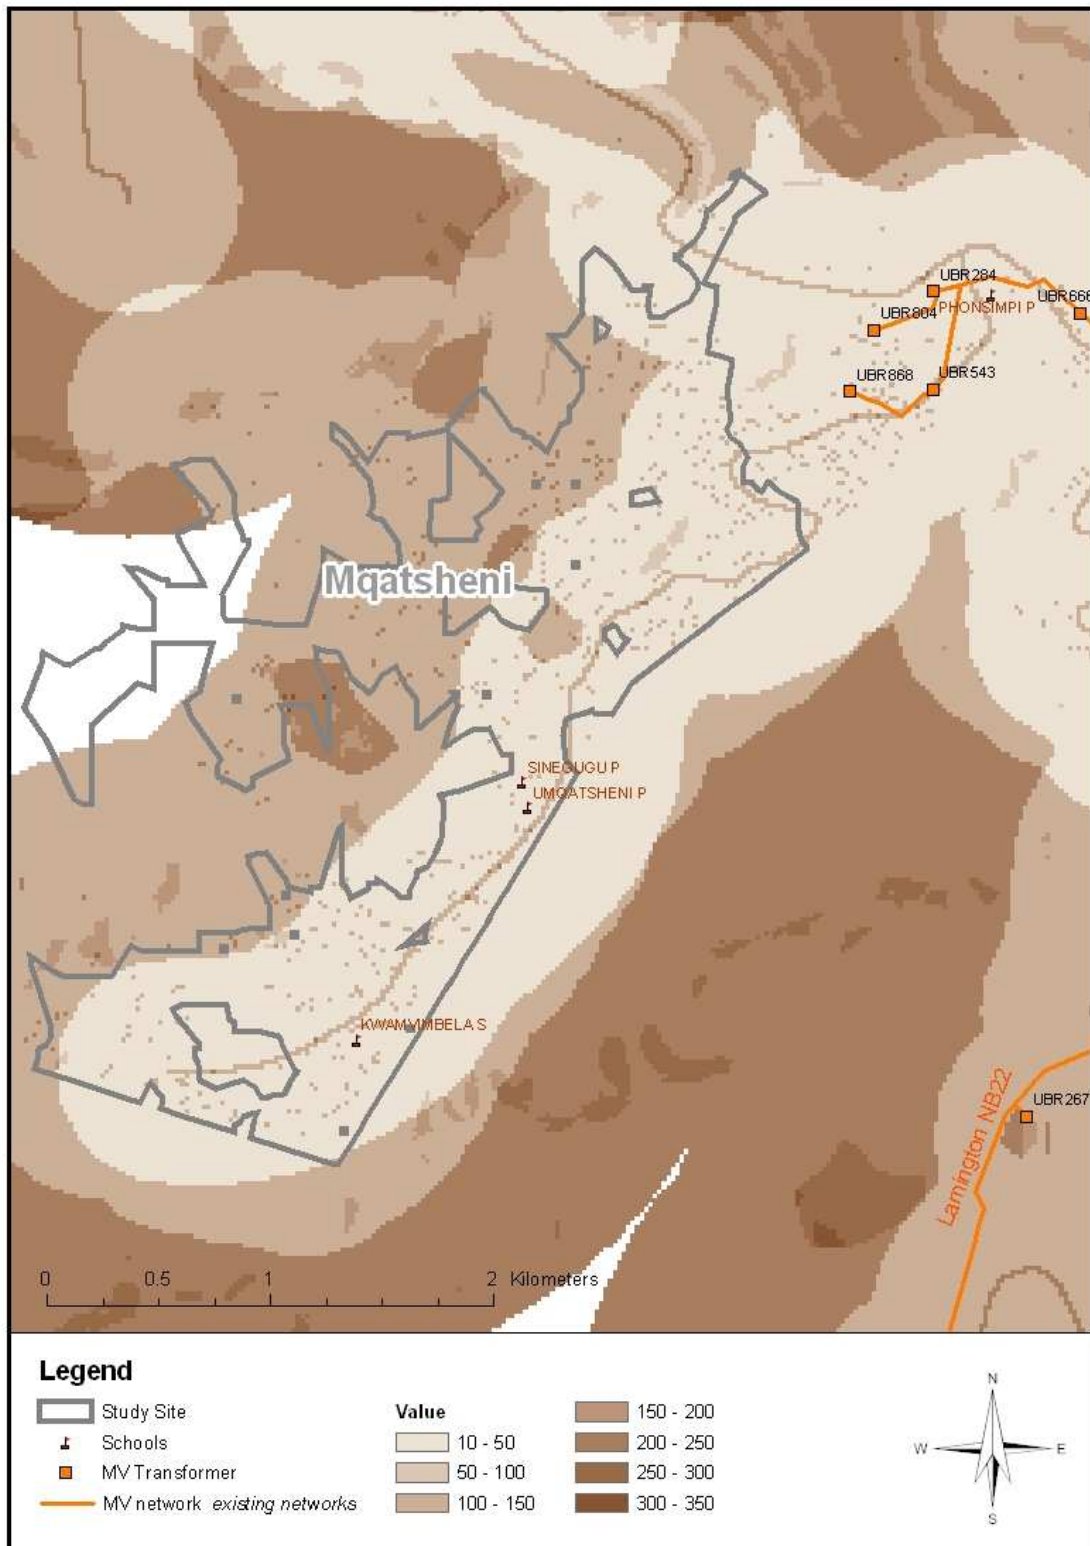 UBR284
PHONSIMPI P
UBR666
UBR804
UBR868
UBR543
Mqatsheni
SINEGUGU P
UMQATSHENI P
KWAMVIMBELA S
UBR267
Lamington NB22
0 0.5 1 2 Kilometers
Legend
Study Site
Schools
MV Transformer
MV network existing networks
Value
10 - 50
50 - 100
100 - 150
150 - 200
200 - 250
250 - 300
300 - 350
N
W E
S